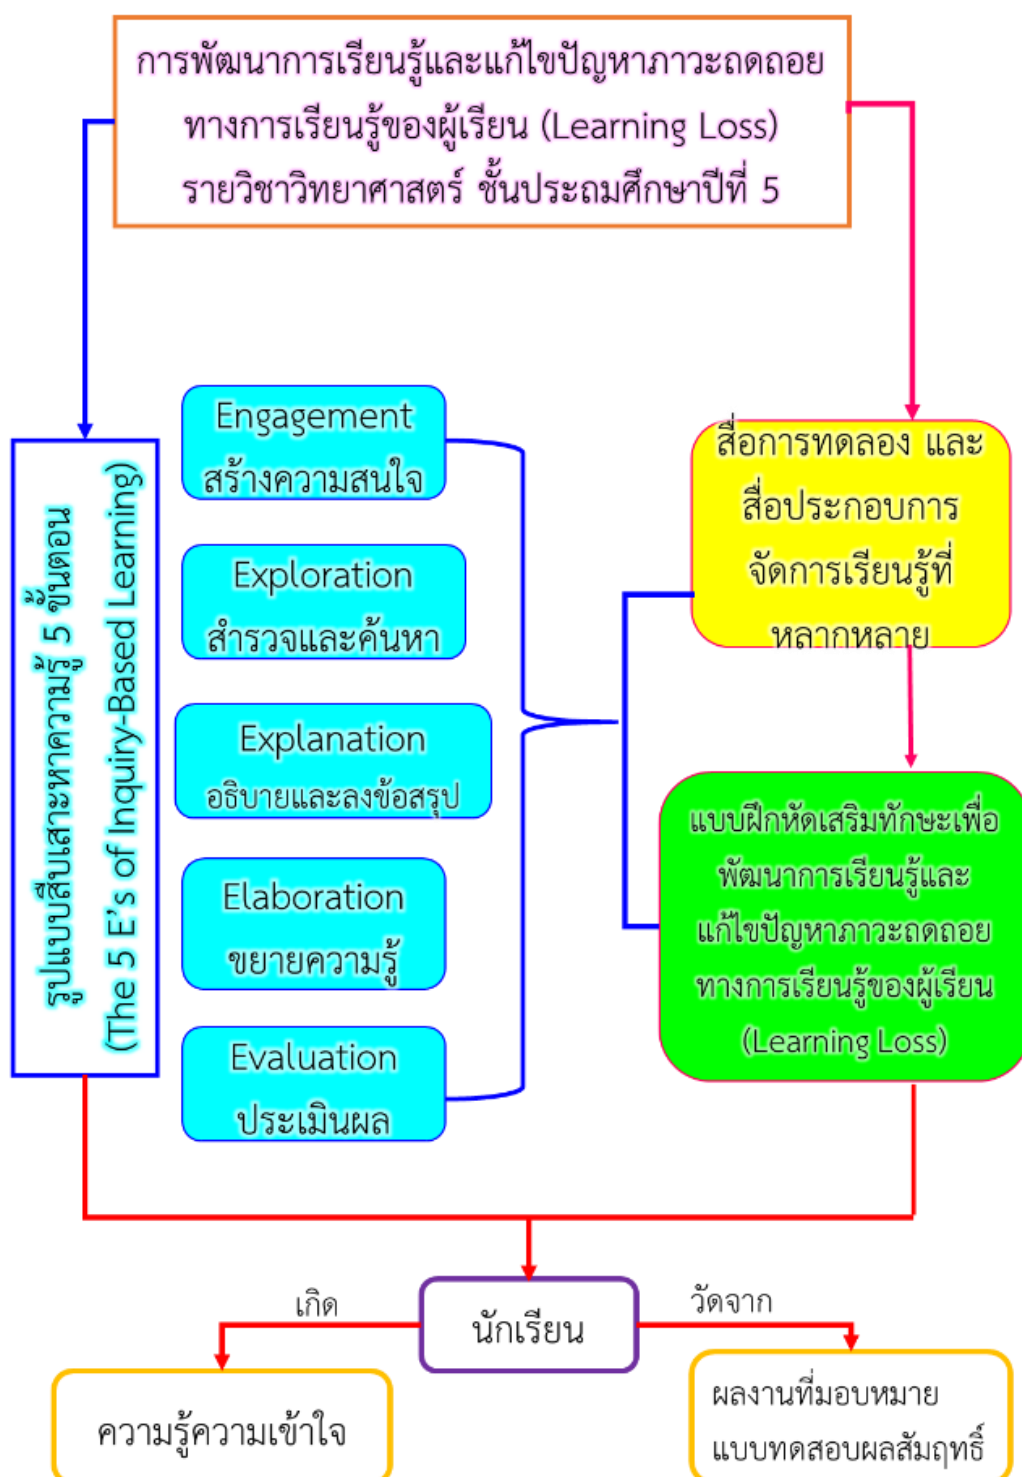 การพัฒนาการเรียนรู้และแก้ไขปัญหาภาวะถดถอย
ทางการเรียนรู้ของผู้เรียน (Learning Loss)
รายวิชาวิทยาศาสตร์ ชั้นประถมศึกษาปีที่ 5
รูปแบบสืบเสาะหาความรู้ 5 ขั้นตอน
(The 5 E's of Inquiry-Based Learning)
Engagement
สร้างความสนใจ
Exploration
สำรวจและค้นหา
Explanation
อธิบายและลงข้อสรุป
Elaboration
ขยายความรู้
Evaluation
ประเมินผล
สื่อการทดลอง และ
สื่อประกอบการ
จัดการเรียนรู้ที่
หลากหลาย
แบบฝึกหัดเสริมทักษะเพื่อ
พัฒนาการเรียนรู้และ
แก้ไขปัญหาภาวะถดถอย
ทางการเรียนรู้ของผู้เรียน
(Learning Loss)
เกิด
นักเรียน
วัดจาก
ความรู้ความเข้าใจ
ผลงานที่มอบหมาย
แบบทดสอบผลสัมฤทธิ์